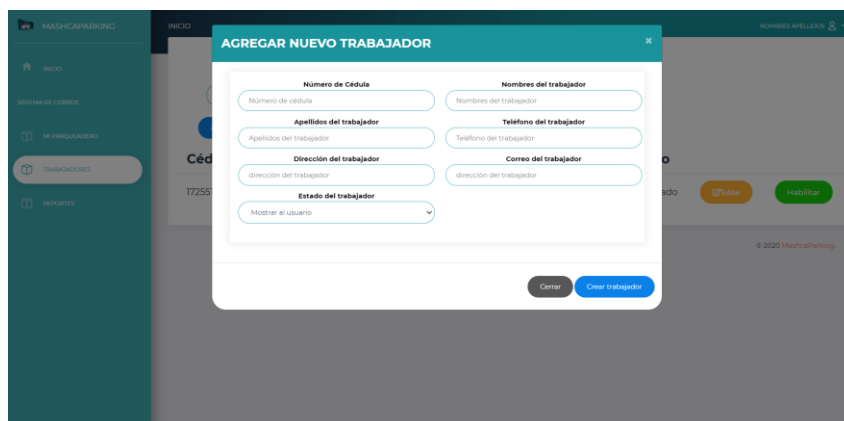 MASHCAPARKING
INICIO
NOMBRES APELLIDOS
INICIO
SISTEMA DE COBROS
MI PARQUEADERO
TRABAJADORES
REPORTES
AGREGAR NUEVO TRABAJADOR
×
Número de Cédula
Nombres del trabajador
Número de cédula
Nombres del trabajador
Apellidos del trabajador
Teléfono del trabajador
Apellidos del trabajador
Teléfono del trabajador
Dirección del trabajador
Correo del trabajador
dirección del trabajador
dirección del trabajador
Estado del trabajador
Mostrar al usuario
Cerrar
Crear trabajador
Céd
o
17255
ado
Editar
Habilitar
© 2020 MashcaParking.